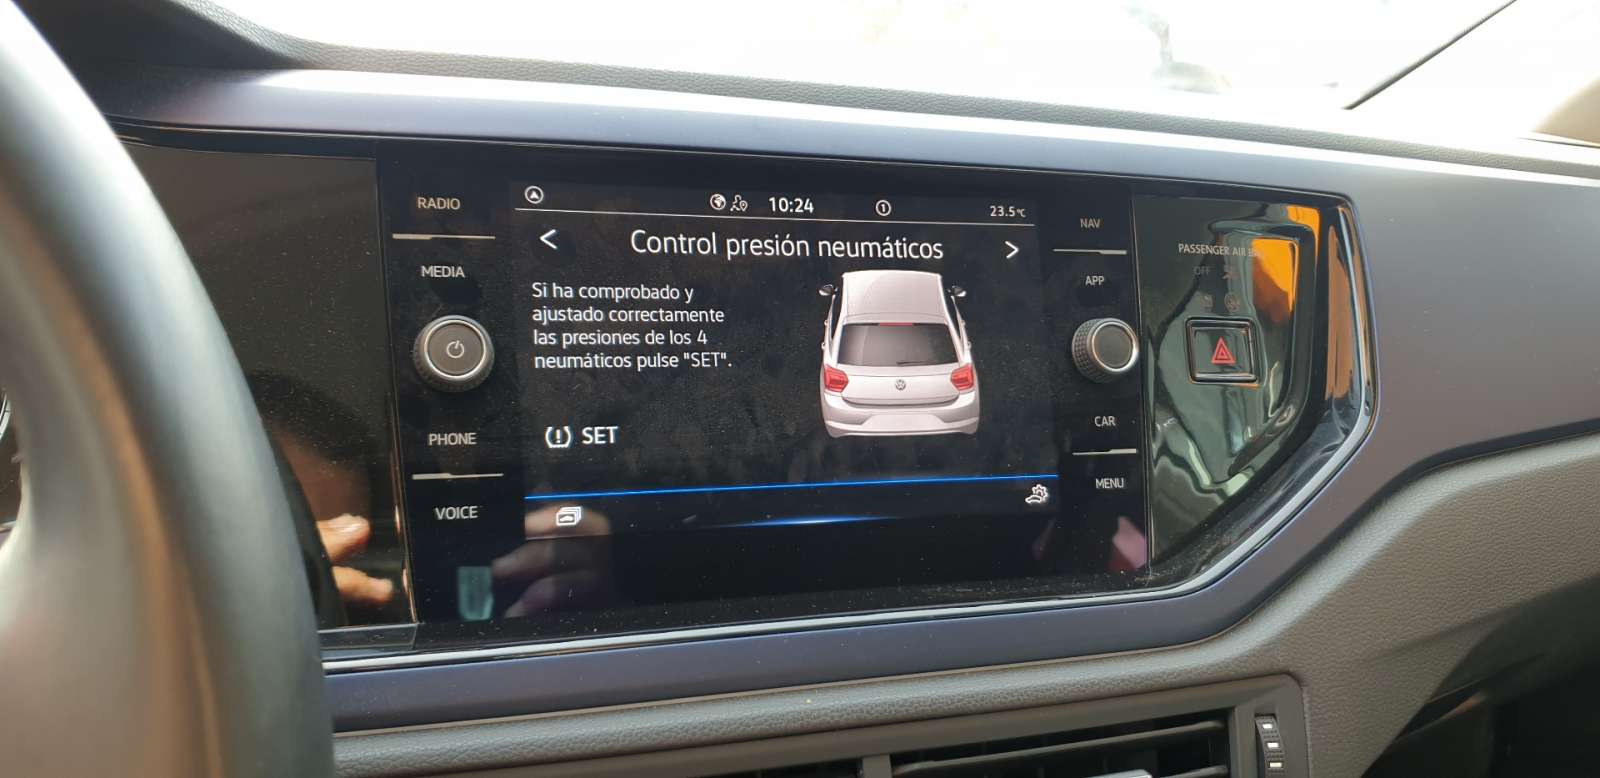 RADIO
MEDIA
PHONE
VOICE
10:24
1
23.5°C
< Control presión neumáticos >
Si ha comprobado y
ajustado correctamente
las presiones de los 4
neumáticos pulse "SET".
(!) SET
NAV
APP
CAR
MENU
PASSENGER AIR
OFF